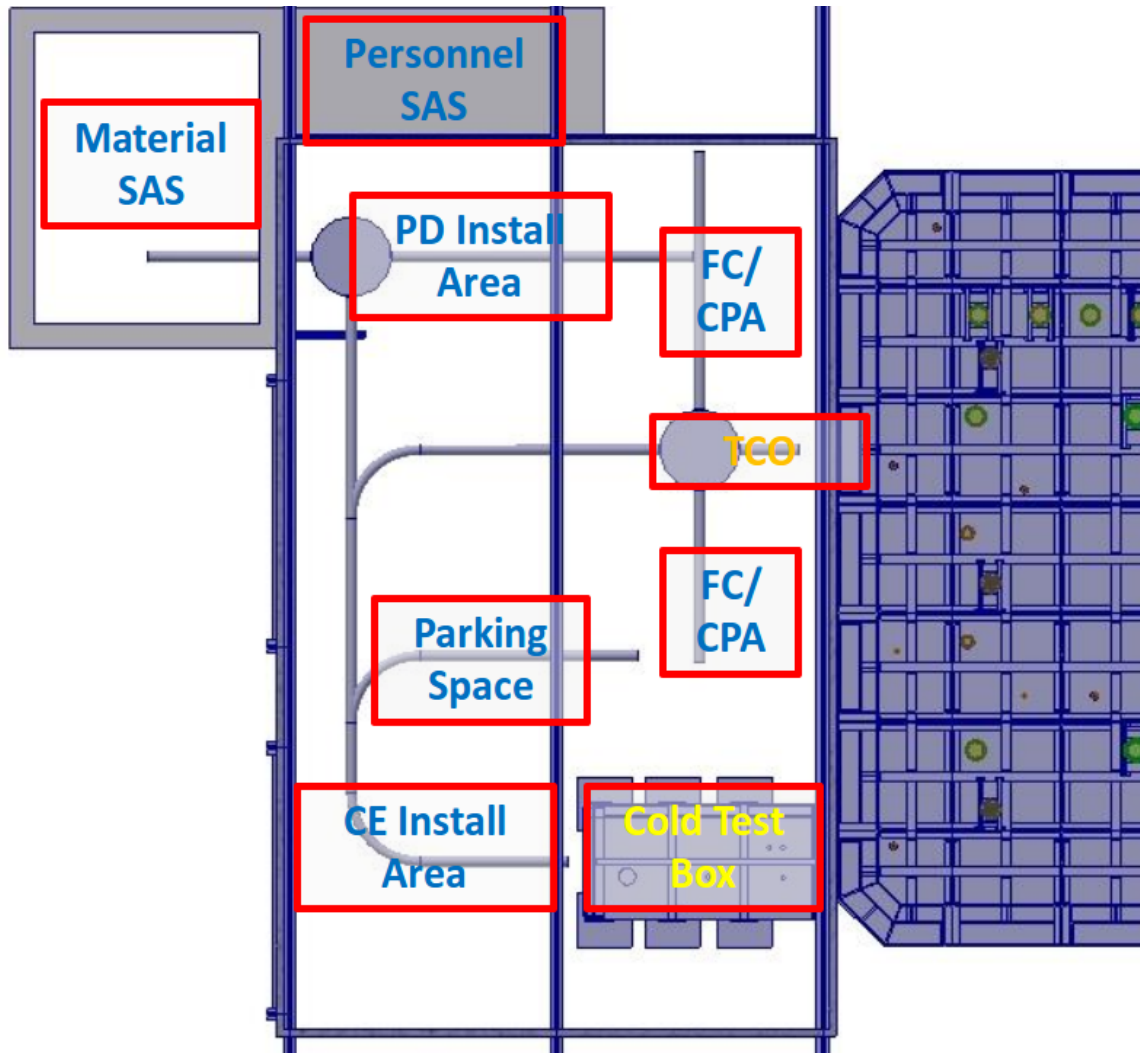 Personnel
SAS
Material
SAS
PD Install
Area
FC/
CPA
TCO
FC/
CPA
Parking
Space
CE Install
Area
Cold Test
Box